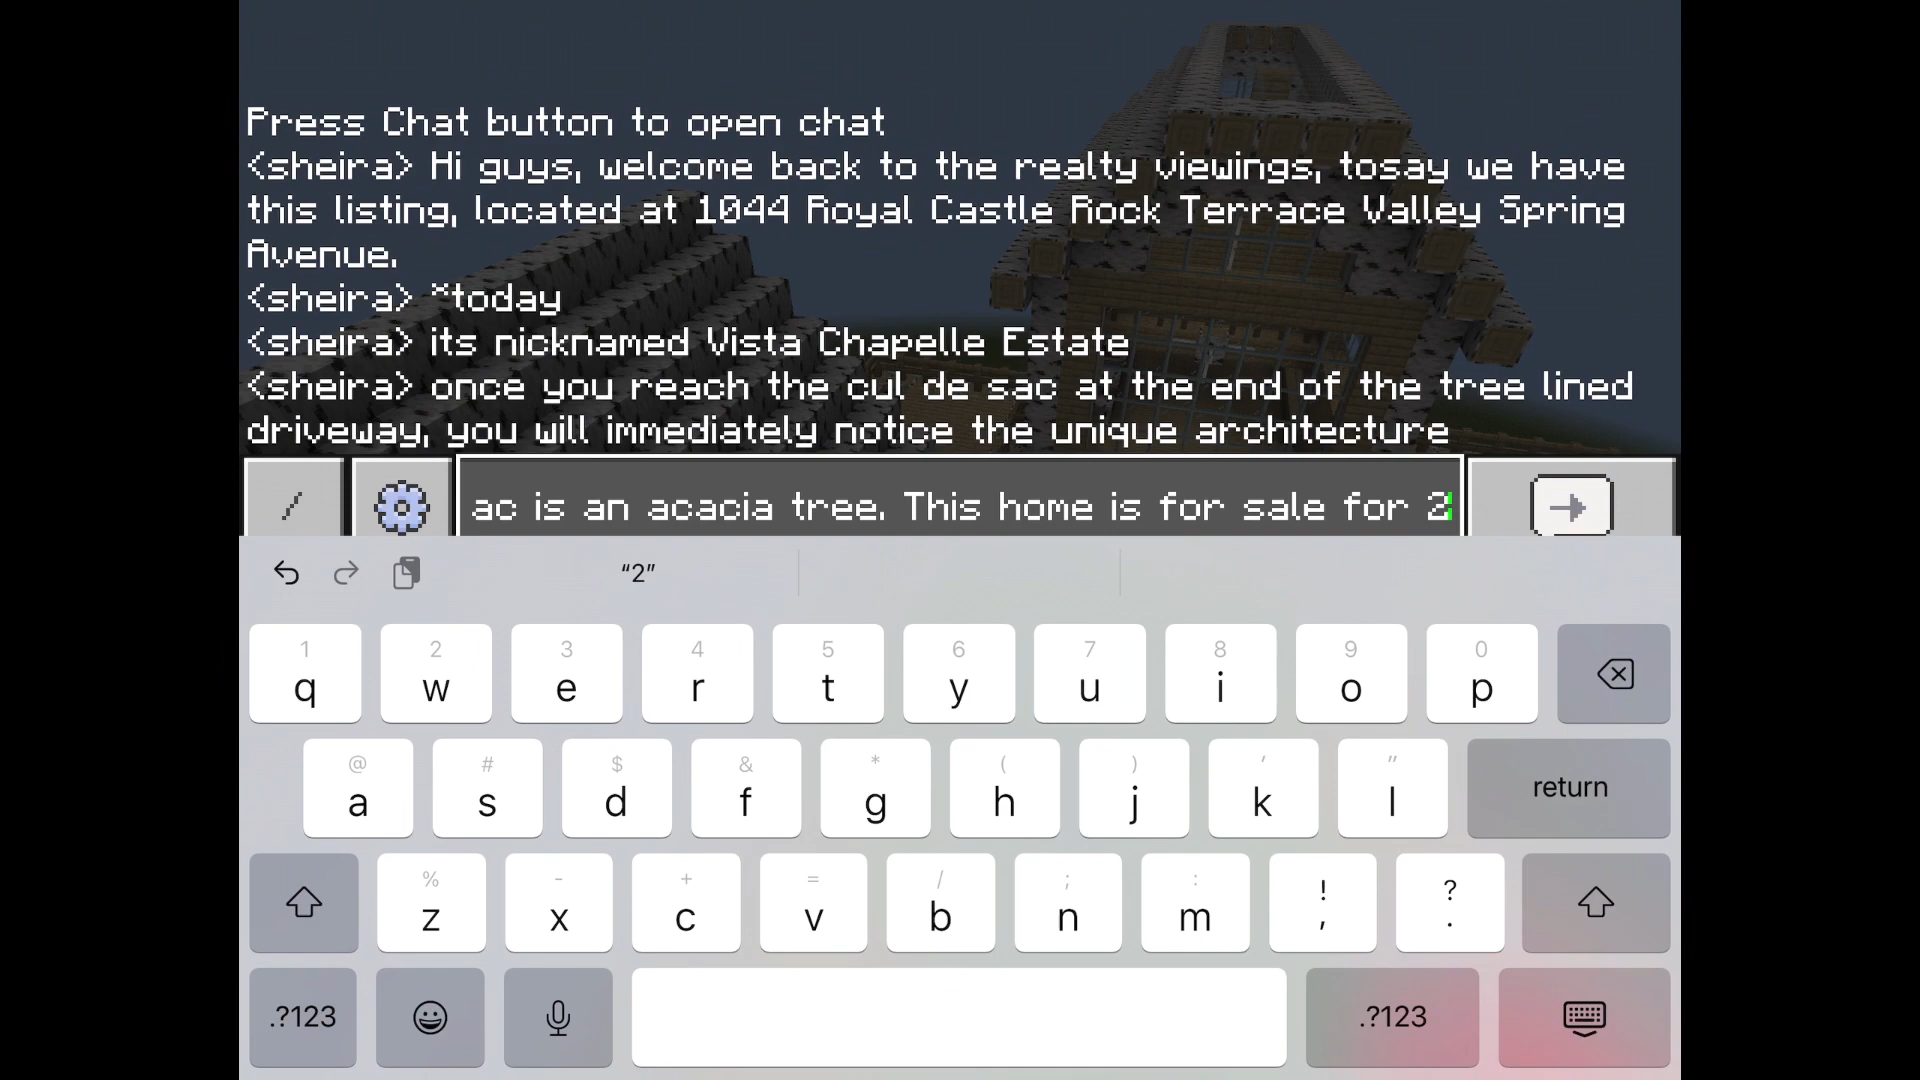 Press Chat button to open chat
<sheira> Hi guys, welcome back to the realty viewings, tosay we have
this listing, located at 1044 Royal Castle Rock Terrace Valley Spring
Avenue.
<sheira> *today
<sheira> its nicknamed Vista Chapelle Estate
<sheira> once you reach the cul de sac at the end of the tree lined
driveway, you will immediately notice the unique architecture
/ ac is an acacia tree. This home is for sale for 2
“2”
1 2 3 4 5 6 7 8 9 0
q w e r t y u i o p
@ # $ & * ( ) ' "
a s d f g h j k l return
% - + = / ; : ! ?
z x c v b n m , .
.?123 .?123